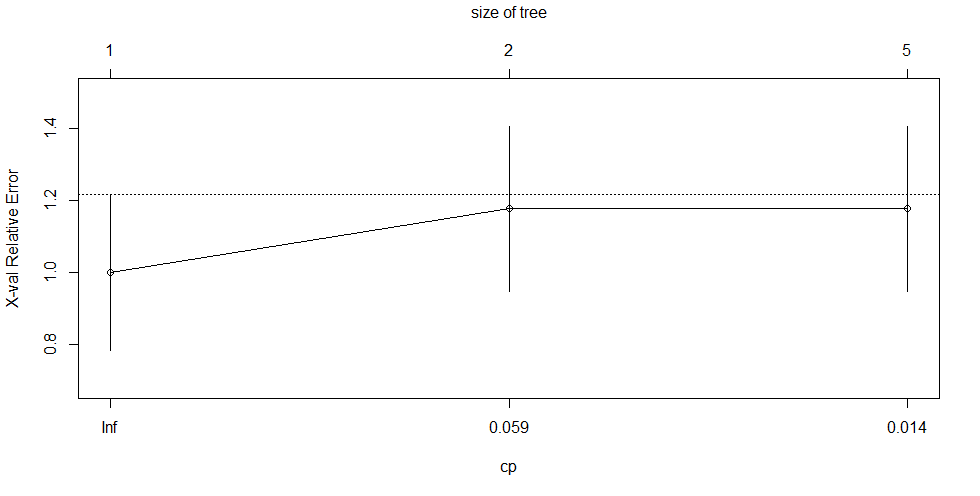 size of tree
1 2 5
1.4
1.2
1.0
0.8
X-val Relative Error
Inf 0.059 0.014
cp